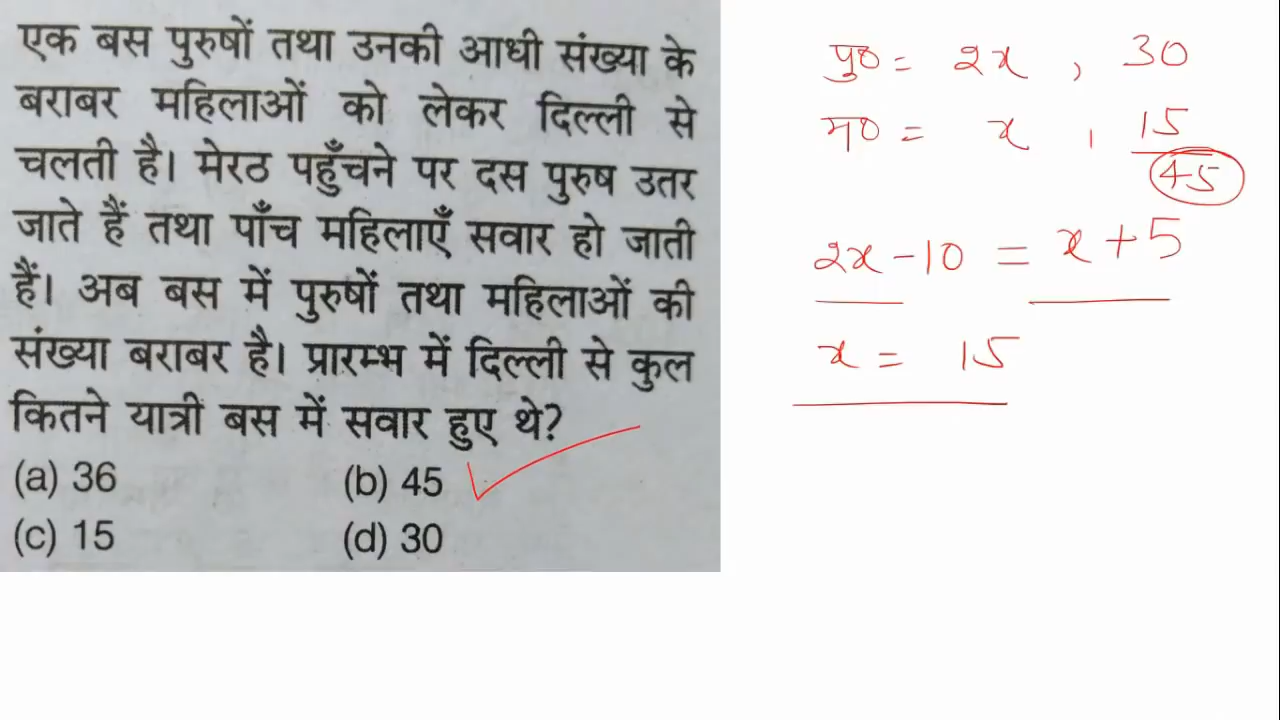 एक बस पुरुषों तथा उनकी आधी संख्या के
बराबर महिलाओं को लेकर दिल्ली से
चलती है। मेरठ पहुँचने पर दस पुरुष उतर
जाते हैं तथा पाँच महिलाएँ सवार हो जाती
हैं। अब बस में पुरुषों तथा महिलाओं की
संख्या बराबर है। प्रारम्भ में दिल्ली से कुल
कितने यात्री बस में सवार हुए थे?
(a) 36 (b) 45
(c) 15 (d) 30
पु० = 2x , 30
म० = x , 15
45
2x - 10 = x + 5
x = 15